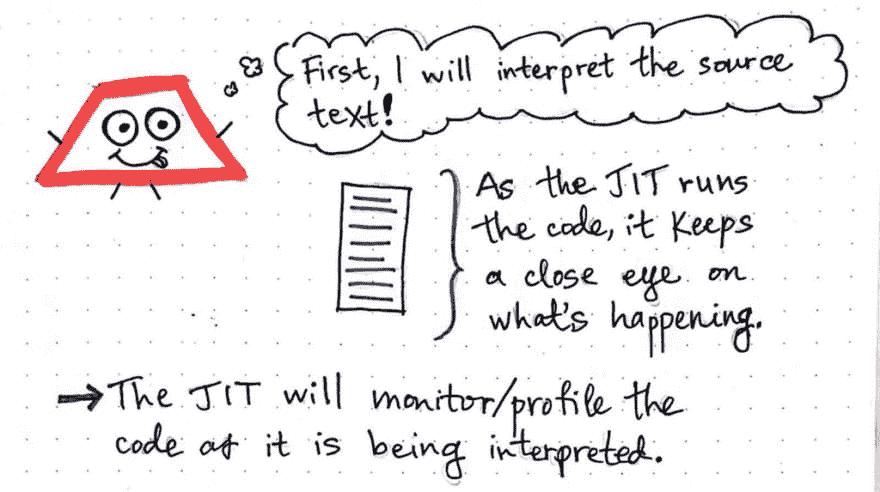 First, I will interpret the source
text!
As the JIT runs
the code, it keeps
a close eye on
what's happening.
→ The JIT will monitor/profile the
code as it is being interpreted.